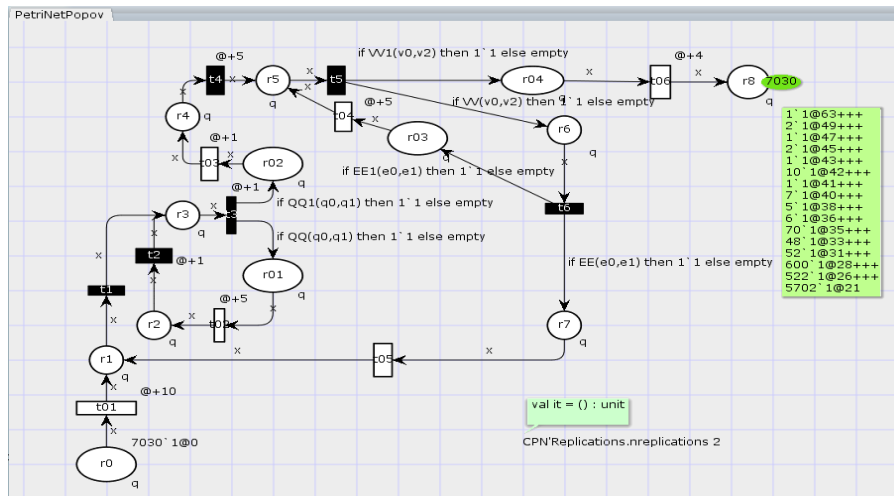 PetriNetPopov
@+5
if VV1(v0,v2) then 1`1 else empty
@+4
t4
x
x
r5
x
t5
r04
x
t06
x
r8
7030
q
q
q
@+5
if VV(v0,v2) then 1`1 else empty
x
t04
x
r4
q
r03
q
r6
q
1`1@63+++
2`1@49+++
1`1@47+++
2`1@45+++
1`1@43+++
10`1@42+++
1`1@41+++
7`1@40+++
5`1@38+++
6`1@36+++
70`1@35+++
48`1@33+++
52`1@31+++
600`1@28+++
522`1@26+++
5702`1@21
@+1
x
t03
x
r02
q
x
if EE1(e0,e1) then 1`1 else empty
@+1
if QQ1(q0,q1) then 1`1 else empty
r3
x
t3
q
t6
x
if QQ(q0,q1) then 1`1 else empty
x
t2
@+1
if EE(e0,e1) then 1`1 else empty
r01
q
x
t1
@+5
x
x
r2
x
t02
q
r7
q
r1
q
x
t05
x
@+10
x
t01
val it = () : unit
x
7030`1@0
CPN'Replications.nreplications 2
r0
q